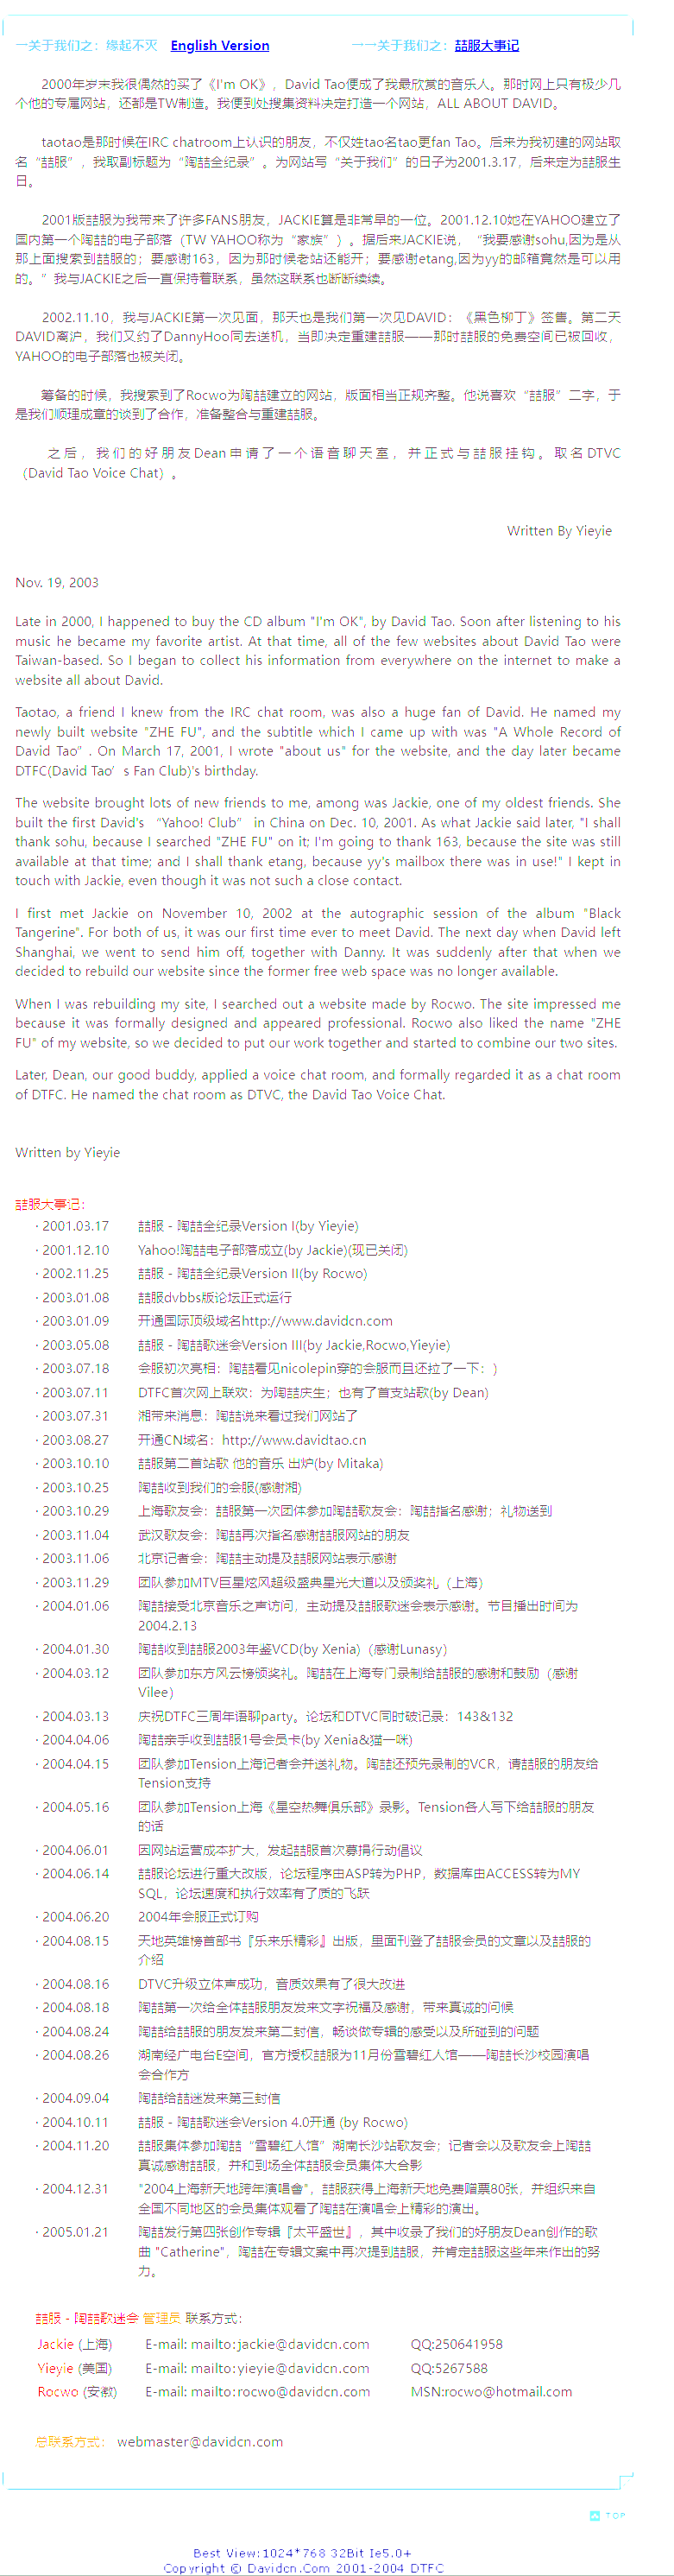 一关于我们之：缘起不灭 English Version 一一关于我们之：喆服大事记
2000年岁末我很偶然的买了《I'm OK》，David Tao便成了我最欣赏的音乐人。那时网上只有极少几
个他的专属网站，还都是TW制造。我便到处搜集资料决定打造一个网站，ALL ABOUT DAVID。
taotao是那时候在IRC chatroom上认识的朋友，不仅姓tao名tao更fan Tao。后来为我初建的网站取
名“喆服”，我取副标题为“陶喆全纪录”。为网站写“关于我们”的日子为2001.3.17，后来定为喆服生
日。
2001版喆服为我带来了许多FANS朋友，JACKIE算是非常早的一位。2001.12.10她在YAHOO建立了
国内第一个陶喆的电子部落（TW YAHOO称为“家族”）。据后来JACKIE说，“我要感谢sohu,因为是从
那上面搜索到喆服的；要感谢163，因为那时候老站还能开；要感谢etang,因为yy的邮箱竟然是可以用
的。”我与JACKIE之后一直保持着联系，虽然这联系也断断续续。
2002.11.10，我与JACKIE第一次见面，那天也是我们第一次见DAVID：《黑色柳丁》签售。第二天
DAVID离沪，我们又约了DannyHoo同去送机，当即决定重建喆服——那时喆服的免费空间已被回收，
YAHOO的电子部落也被关闭。
筹备的时候，我搜索到了Rocwo为陶喆建立的网站，版面相当正规齐整。他说喜欢“喆服”二字，于
是我们顺理成章的谈到了合作，准备整合与重建喆服。
之后，我们的好朋友Dean申请了一个语音聊天室，并正式与喆服挂钩。取名DTVC
（David Tao Voice Chat）。
Written By Yieyie
Nov. 19, 2003
Late in 2000, I happened to buy the CD album "I'm OK", by David Tao. Soon after listening to his
music he became my favorite artist. At that time, all of the few websites about David Tao were
Taiwan-based. So I began to collect his information from everywhere on the internet to make a
website all about David.
Taotao, a friend I knew from the IRC chat room, was also a huge fan of David. He named my
newly built website "ZHE FU", and the subtitle which I came up with was "A Whole Record of
David Tao”. On March 17, 2001, I wrote "about us" for the website, and the day later became
DTFC(David Tao’s Fan Club)'s birthday.
The website brought lots of new friends to me, among was Jackie, one of my oldest friends. She
built the first David's “Yahoo! Club” in China on Dec. 10, 2001. As what Jackie said later, "I shall
thank sohu, because I searched "ZHE FU" on it; I'm going to thank 163, because the site was still
available at that time; and I shall thank etang, because yy's mailbox there was in use!" I kept in
touch with Jackie, even though it was not such a close contact.
I first met Jackie on November 10, 2002 at the autographic session of the album "Black
Tangerine". For both of us, it was our first time ever to meet David. The next day when David left
Shanghai, we went to send him off, together with Danny. It was suddenly after that when we
decided to rebuild our website since the former free web space was no longer available.
When I was rebuilding my site, I searched out a website made by Rocwo. The site impressed me
because it was formally designed and appeared professional. Rocwo also liked the name "ZHE
FU" of my website, so we decided to put our work together and started to combine our two sites.
Later, Dean, our good buddy, applied a voice chat room, and formally regarded it as a chat room
of DTFC. He named the chat room as DTVC, the David Tao Voice Chat.
Written by Yieyie
喆服大事记：
· 2001.03.17 喆服 - 陶喆全纪录Version I(by Yieyie)
· 2001.12.10 Yahoo!陶喆电子部落成立(by Jackie)(现已关闭)
· 2002.11.25 喆服 - 陶喆全纪录Version II(by Rocwo)
· 2003.01.08 喆服dvbbs版论坛正式运行
· 2003.01.09 开通国际顶级域名http://www.davidcn.com
· 2003.05.08 喆服 - 陶喆歌迷会Version III(by Jackie,Rocwo,Yieyie)
· 2003.07.18 会服初次亮相：陶喆看见nicolepin穿的会服而且还拉了一下：)
· 2003.07.11 DTFC首次网上联欢：为陶喆庆生；也有了首支站歌(by Dean)
· 2003.07.31 湘带来消息：陶喆说来看过我们网站了
· 2003.08.27 开通CN域名：http://www.davidtao.cn
· 2003.10.10 喆服第二首站歌 他的音乐 出炉(by Mitaka)
· 2003.10.25 陶喆收到我们的会服(感谢湘)
· 2003.10.29 上海歌友会：喆服第一次团体参加陶喆歌友会：陶喆指名感谢；礼物送到
· 2003.11.04 武汉歌友会：陶喆再次指名感谢喆服网站的朋友
· 2003.11.06 北京记者会：陶喆主动提及喆服网站表示感谢
· 2003.11.29 团队参加MTV巨星炫风超级盛典星光大道以及颁奖礼（上海）
· 2004.01.06 陶喆接受北京音乐之声访问，主动提及喆服歌迷会表示感谢。节目播出时间为
2004.2.13
· 2004.01.30 陶喆收到喆服2003年鉴VCD(by Xenia)（感谢Lunasy）
· 2004.03.12 团队参加东方风云榜颁奖礼。陶喆在上海专门录制给喆服的感谢和鼓励（感谢
Vilee）
· 2004.03.13 庆祝DTFC三周年语聊party。论坛和DTVC同时破记录：143&132
· 2004.04.06 陶喆亲手收到喆服1号会员卡(by Xenia&猫一咪)
· 2004.04.15 团队参加Tension上海记者会并送礼物。陶喆还预先录制的VCR，请喆服的朋友给
Tension支持
· 2004.05.16 团队参加Tension上海《星空热舞俱乐部》录影。Tension各人写下给喆服的朋友
的话
· 2004.06.01 因网站运营成本扩大，发起喆服首次募捐行动倡议
· 2004.06.14 喆服论坛进行重大改版，论坛程序由ASP转为PHP，数据库由ACCESS转为MY
SQL，论坛速度和执行效率有了质的飞跃
· 2004.06.20 2004年会服正式订购
· 2004.08.15 天地英雄榜首部书『乐来乐精彩』出版，里面刊登了喆服会员的文章以及喆服的
介绍
· 2004.08.16 DTVC升级立体声成功，音质效果有了很大改进
· 2004.08.18 陶喆第一次给全体喆服朋友发来文字祝福及感谢，带来真诚的问候
· 2004.08.24 陶喆给喆服的朋友发来第二封信，畅谈做专辑的感受以及所碰到的问题
· 2004.08.26 湖南经广电台E空间，官方授权喆服为11月份雪碧红人馆——陶喆长沙校园演唱
会合作方
· 2004.09.04 陶喆给喆迷发来第三封信
· 2004.10.11 喆服 - 陶喆歌迷会Version 4.0开通 (by Rocwo)
· 2004.11.20 喆服集体参加陶喆“雪碧红人馆”湖南长沙站歌友会；记者会以及歌友会上陶喆
真诚感谢喆服，并和到场全体喆服会员集体大合影
· 2004.12.31 "2004上海新天地跨年演唱會"，喆服获得上海新天地免费赠票80张，并组织来自
全国不同地区的会员集体观看了陶喆在演唱会上精彩的演出。
· 2005.01.21 陶喆发行第四张创作专辑『太平盛世』，其中收录了我们的好朋友Dean创作的歌
曲 "Catherine"，陶喆在专辑文案中再次提到喆服，并肯定喆服这些年来作出的努
力。
喆服 - 陶喆歌迷会 管理员 联系方式：
Jackie (上海) E-mail: mailto:jackie@davidcn.com QQ:250641958
Yieyie (美国) E-mail: mailto:yieyie@davidcn.com QQ:5267588
Rocwo (安徽) E-mail: mailto:rocwo@davidcn.com MSN:rocwo@hotmail.com
总联系方式： webmaster@davidcn.com
TOP
Best View:1024*768 32Bit Ie5.0+
Copyright © Davidcn.Com 2001-2004 DTFC